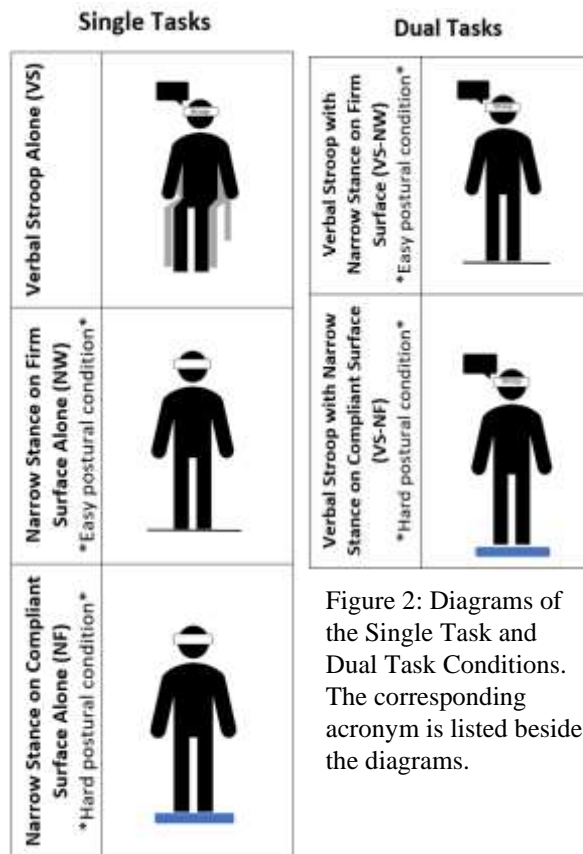 Single Tasks
Verbal Stroop Alone (VS)
Narrow Stance on Firm
Surface Alone (NW)
*Easy postural condition*
Narrow Stance on Compliant
Surface Alone (NF)
*Hard postural condition*
Dual Tasks
Verbal Stroop with
Narrow Stance on Firm
Surface (VS-NW)
*Easy postural condition*
Verbal Stroop with Narrow
Stance on Compliant Surface
(VS-NF)
*Hard postural condition*
Figure 2: Diagrams of
the Single Task and
Dual Task Conditions.
The corresponding
acronym is listed beside
the diagrams.